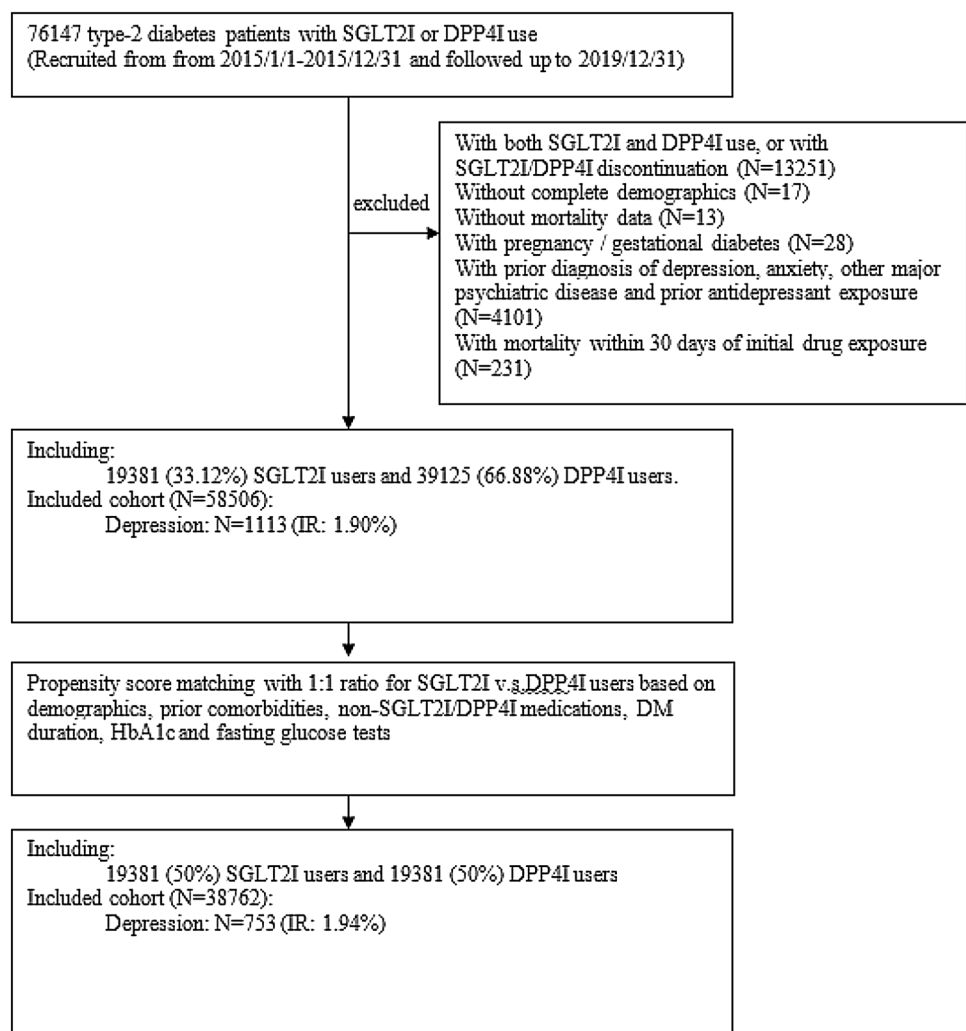 76147 type-2 diabetes patients with SGLT2I or DPP4I use
(Recruited from from 2015/1/1-2015/12/31 and followed up to 2019/12/31)
With both SGLT2I and DPP4I use, or with
SGLT2I/DPP4I discontinuation (N=13251)
Without complete demographics (N=17)
Without mortality data (N=13)
With pregnancy / gestational diabetes (N=28)
With prior diagnosis of depression, anxiety, other major
psychiatric disease and prior antidepressant exposure
(N=4101)
With mortality within 30 days of initial drug exposure
(N=231)
excluded
Including:
19381 (33.12%) SGLT2I users and 39125 (66.88%) DPP4I users.
Included cohort (N=58506):
Depression: N=1113 (IR: 1.90%)
Propensity score matching with 1:1 ratio for SGLT2I v.s.DPP4I users based on
demographics, prior comorbidities, non-SGLT2I/DPP4I medications, DM
duration, HbA1c and fasting glucose tests
Including:
19381 (50%) SGLT2I users and 19381 (50%) DPP4I users
Included cohort (N=38762):
Depression: N=753 (IR: 1.94%)